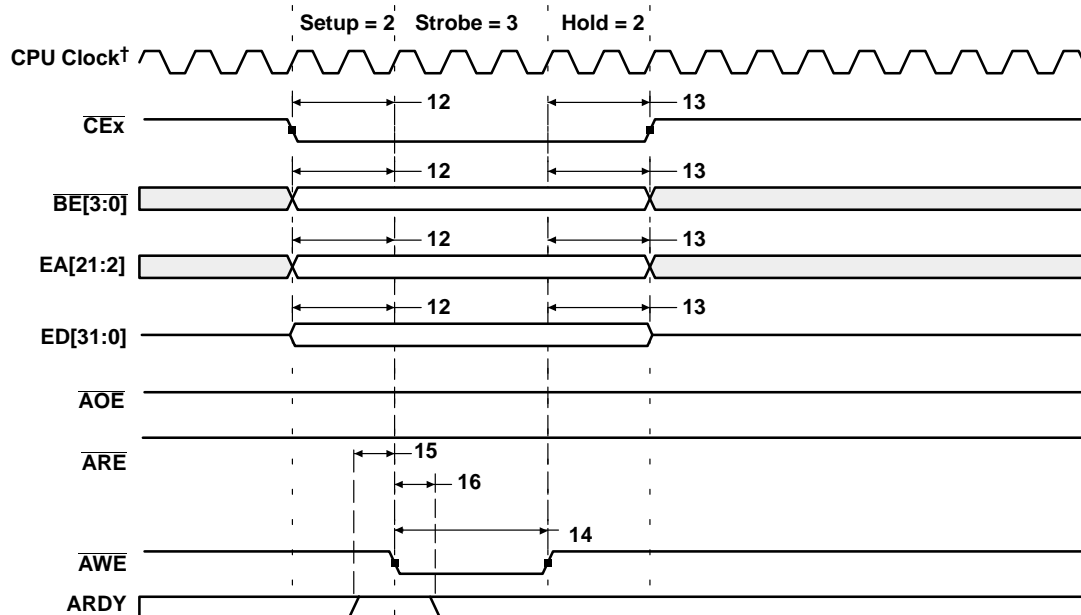 Setup = 2 Strobe = 3 Hold = 2
CPU Clock†
12 13
CEx
12 13
BE[3:0]
12 13
EA[21:2]
12 13
ED[31:0]
AOE
15
ARE
16
14
AWE
ARDY